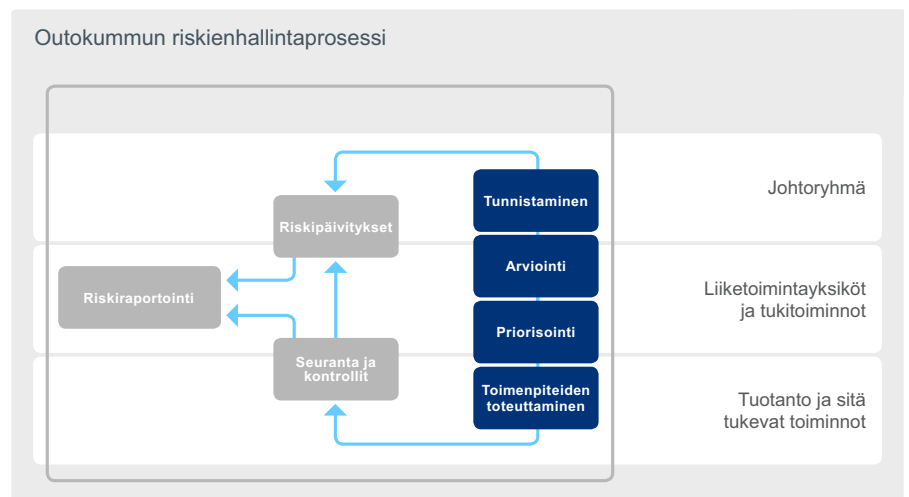 Outokummun riskienhallintaprosessi
Johtoryhmä
Tunnistaminen
Riskipäivitykset
Arviointi
Liiketoimintayksiköt
ja tukitoiminnot
Riskiraportointi
Priorisointi
Seuranta ja
kontrollit
Toimenpiteiden
toteuttaminen
Tuotanto ja sitä
tukevat toiminnot